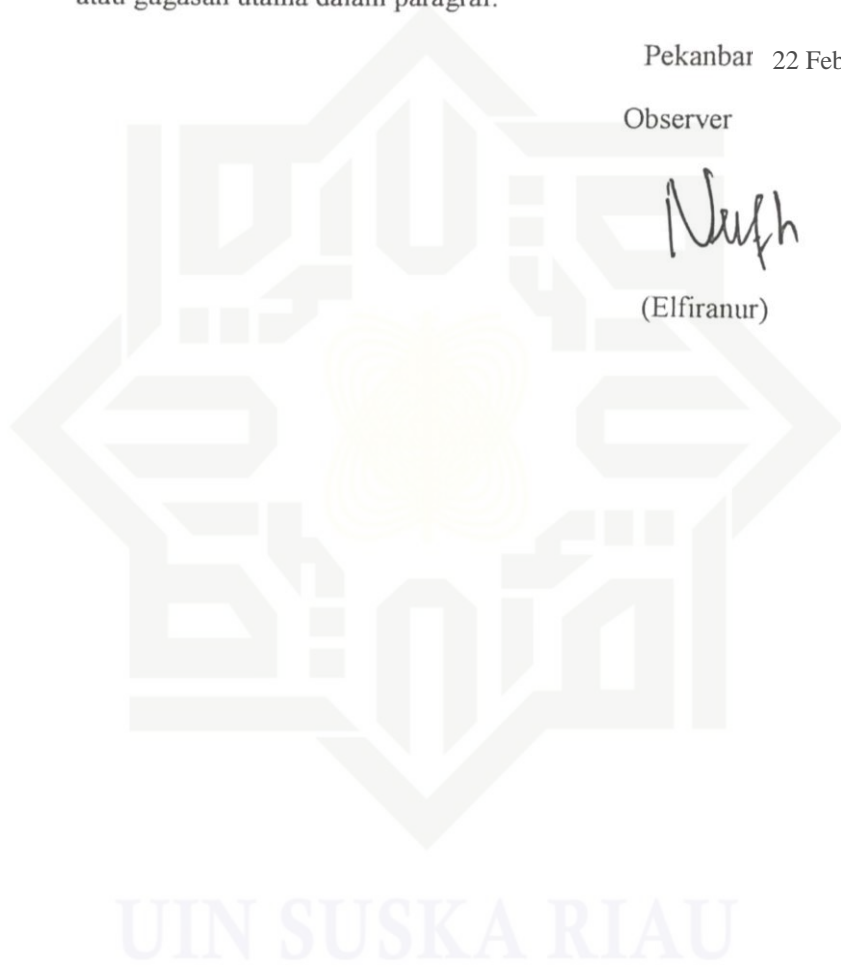 atau gagasan utama dalam paragraf.
Pekanbar 22 Feb
Observer
(Elfiranur)
UIN SUSKA RIAU